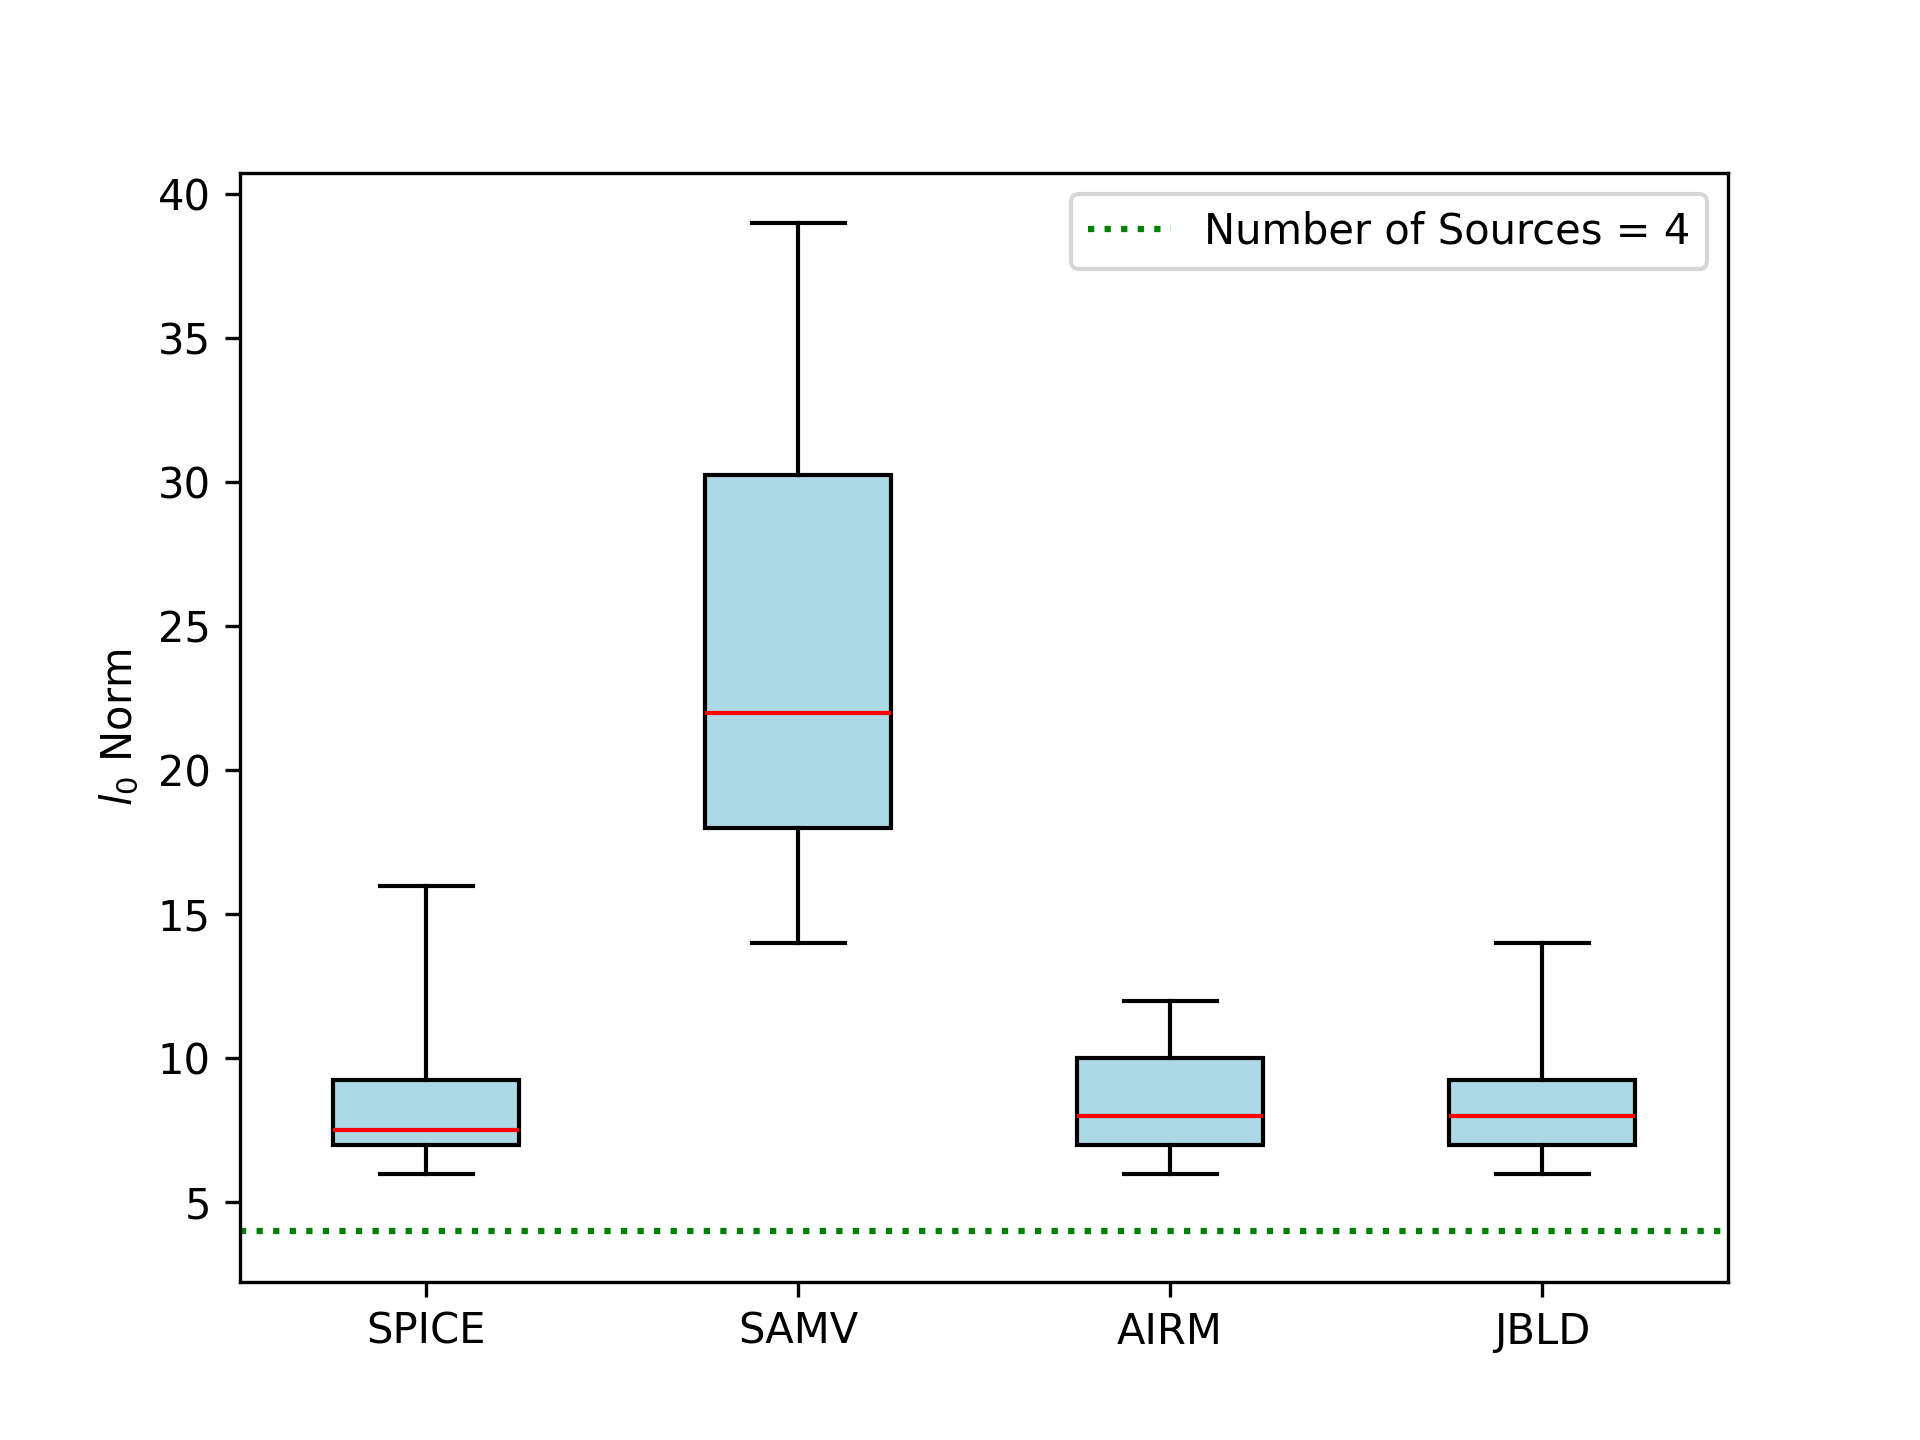 40
35
30
25
20
15
10
5
l₀ Norm
Number of Sources = 4
SPICE
SAMV
AIRM
JBLD